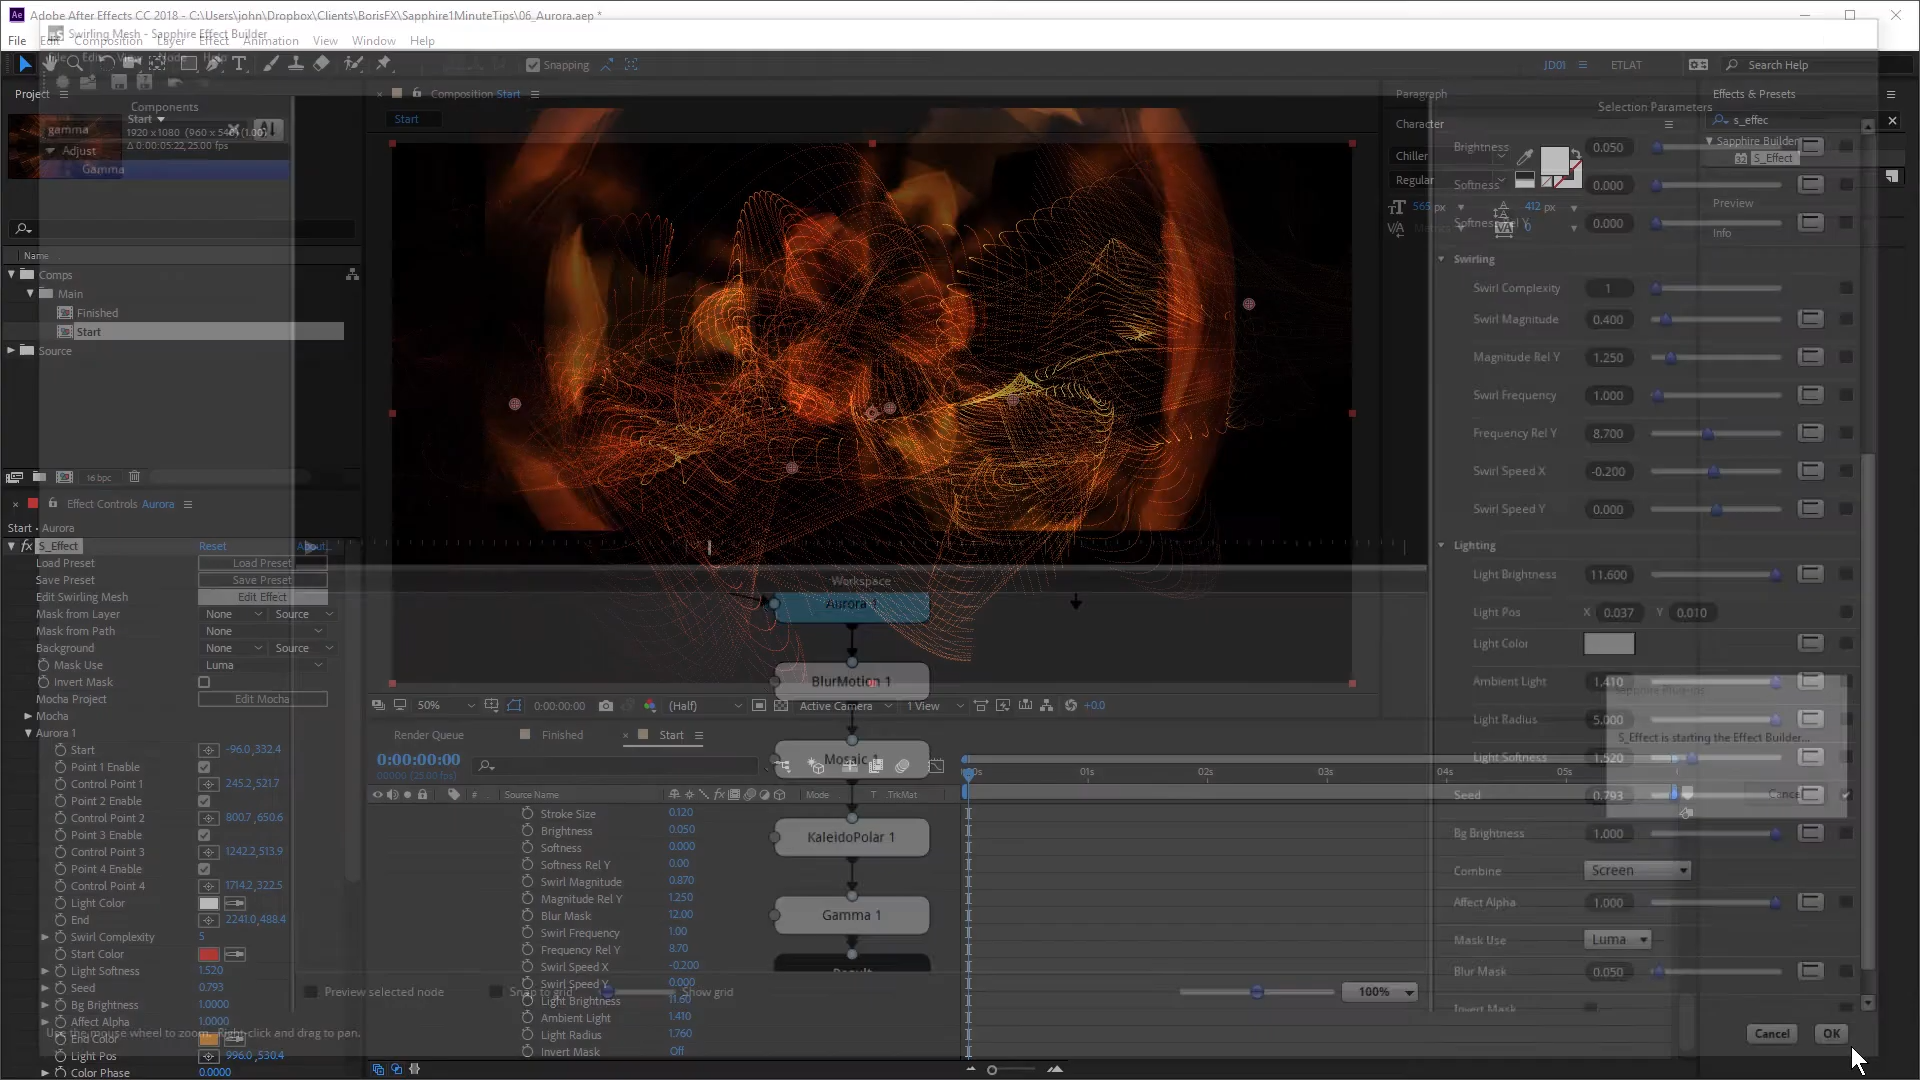 Adobe After Effects CC 2018 - C:\Users\john\Dropbox\Clients\BorisFX\Sapphire1MinuteTips\06_Aurora.aep *
Swirling Mesh - Sapphire Effect Builder
File Edit Composition Layer Effect Animation View Window Help
Snapping
JD01 ETLAT Search Help
Project Composition Start Paragraph Effects & Presets
Components Selection Parameters
Start Start Character s_effec
gamma 1920 x 1080 (960 x 540) (1.00)
Δ 0:00:05:22, 25.00 fps
Adjust Brightness 0.050 Sapphire Builder
Gamma Chiller S_Effect
Regular Softness 0.000
565 px 412 px Preview
Softness Rel Y 0.000
0 Info
Name Swirling
Comps
Main Swirl Complexity 1
Finished Swirl Magnitude 0.400
Start
Source Magnitude Rel Y 1.250
Swirl Frequency 1.000
Frequency Rel Y 8.700
16 bpc Swirl Speed X -0.200
Effect Controls Aurora Swirl Speed Y 0.000
Start • Aurora
S_Effect Reset About... Lighting
Load Preset Load Preset Light Brightness 11.600
Save Preset Save Preset Workspace
Edit Swirling Mesh Edit Effect Aurora 1
Mask from Layer None Source Light Pos X 0.037 Y 0.010
Mask from Path None
Background None Source Light Color
Mask Use Luma
Invert Mask BlurMotion 1 Ambient Light 1.410
Mocha Project Edit Mocha 50% 0:00:00:00 (Half) Active Camera 1 View +0.0
Mocha Light Radius 5.000
Aurora 1 Render Queue Finished Start S_Effect is starting the Effect Builder...
Start -96.0,332.4 0:00:00:00 Mosaic 1 Light Softness 1.520
Point 1 Enable 00000 (25.00 fps) 01s 02s 03s 04s 05s
Control Point 1 245.2,521.7 # Source Name Mode T TrkMat Seed 0.793 Cancel
Point 2 Enable Stroke Size 0.120
Control Point 2 800.7,650.6 Brightness 0.050
Point 3 Enable Softness 0.000 KaleidoPolar 1 Bg Brightness 1.000
Control Point 3 1242.2,513.9 Softness Rel Y 0.00
Point 4 Enable Swirl Magnitude 0.870 Combine Screen
Control Point 4 1714.2,322.5 Magnitude Rel Y 1.250
Light Color Blur Mask 12.00 Affect Alpha 1.000
End 2241.0,488.4 Swirl Frequency 1.00 Gamma 1
Swirl Complexity 5 Frequency Rel Y 8.70 Mask Use Luma
Start Color Swirl Speed X -0.200
Light Softness 1.520 Swirl Speed Y 0.000 Result Blur Mask 0.050
Seed 0.793 Preview selected node Snap to grid Show grid 100%
Bg Brightness 1.0000 Light Brightness 11.60 Invert Mask
Affect Alpha 1.0000 Ambient Light 1.410
Use the mouse wheel to zoom. Right-click and drag to pan.
End Color Light Radius 1.760 Cancel OK
Light Pos 996.0,530.4 Invert Mask Off
Color Phase 0.0000